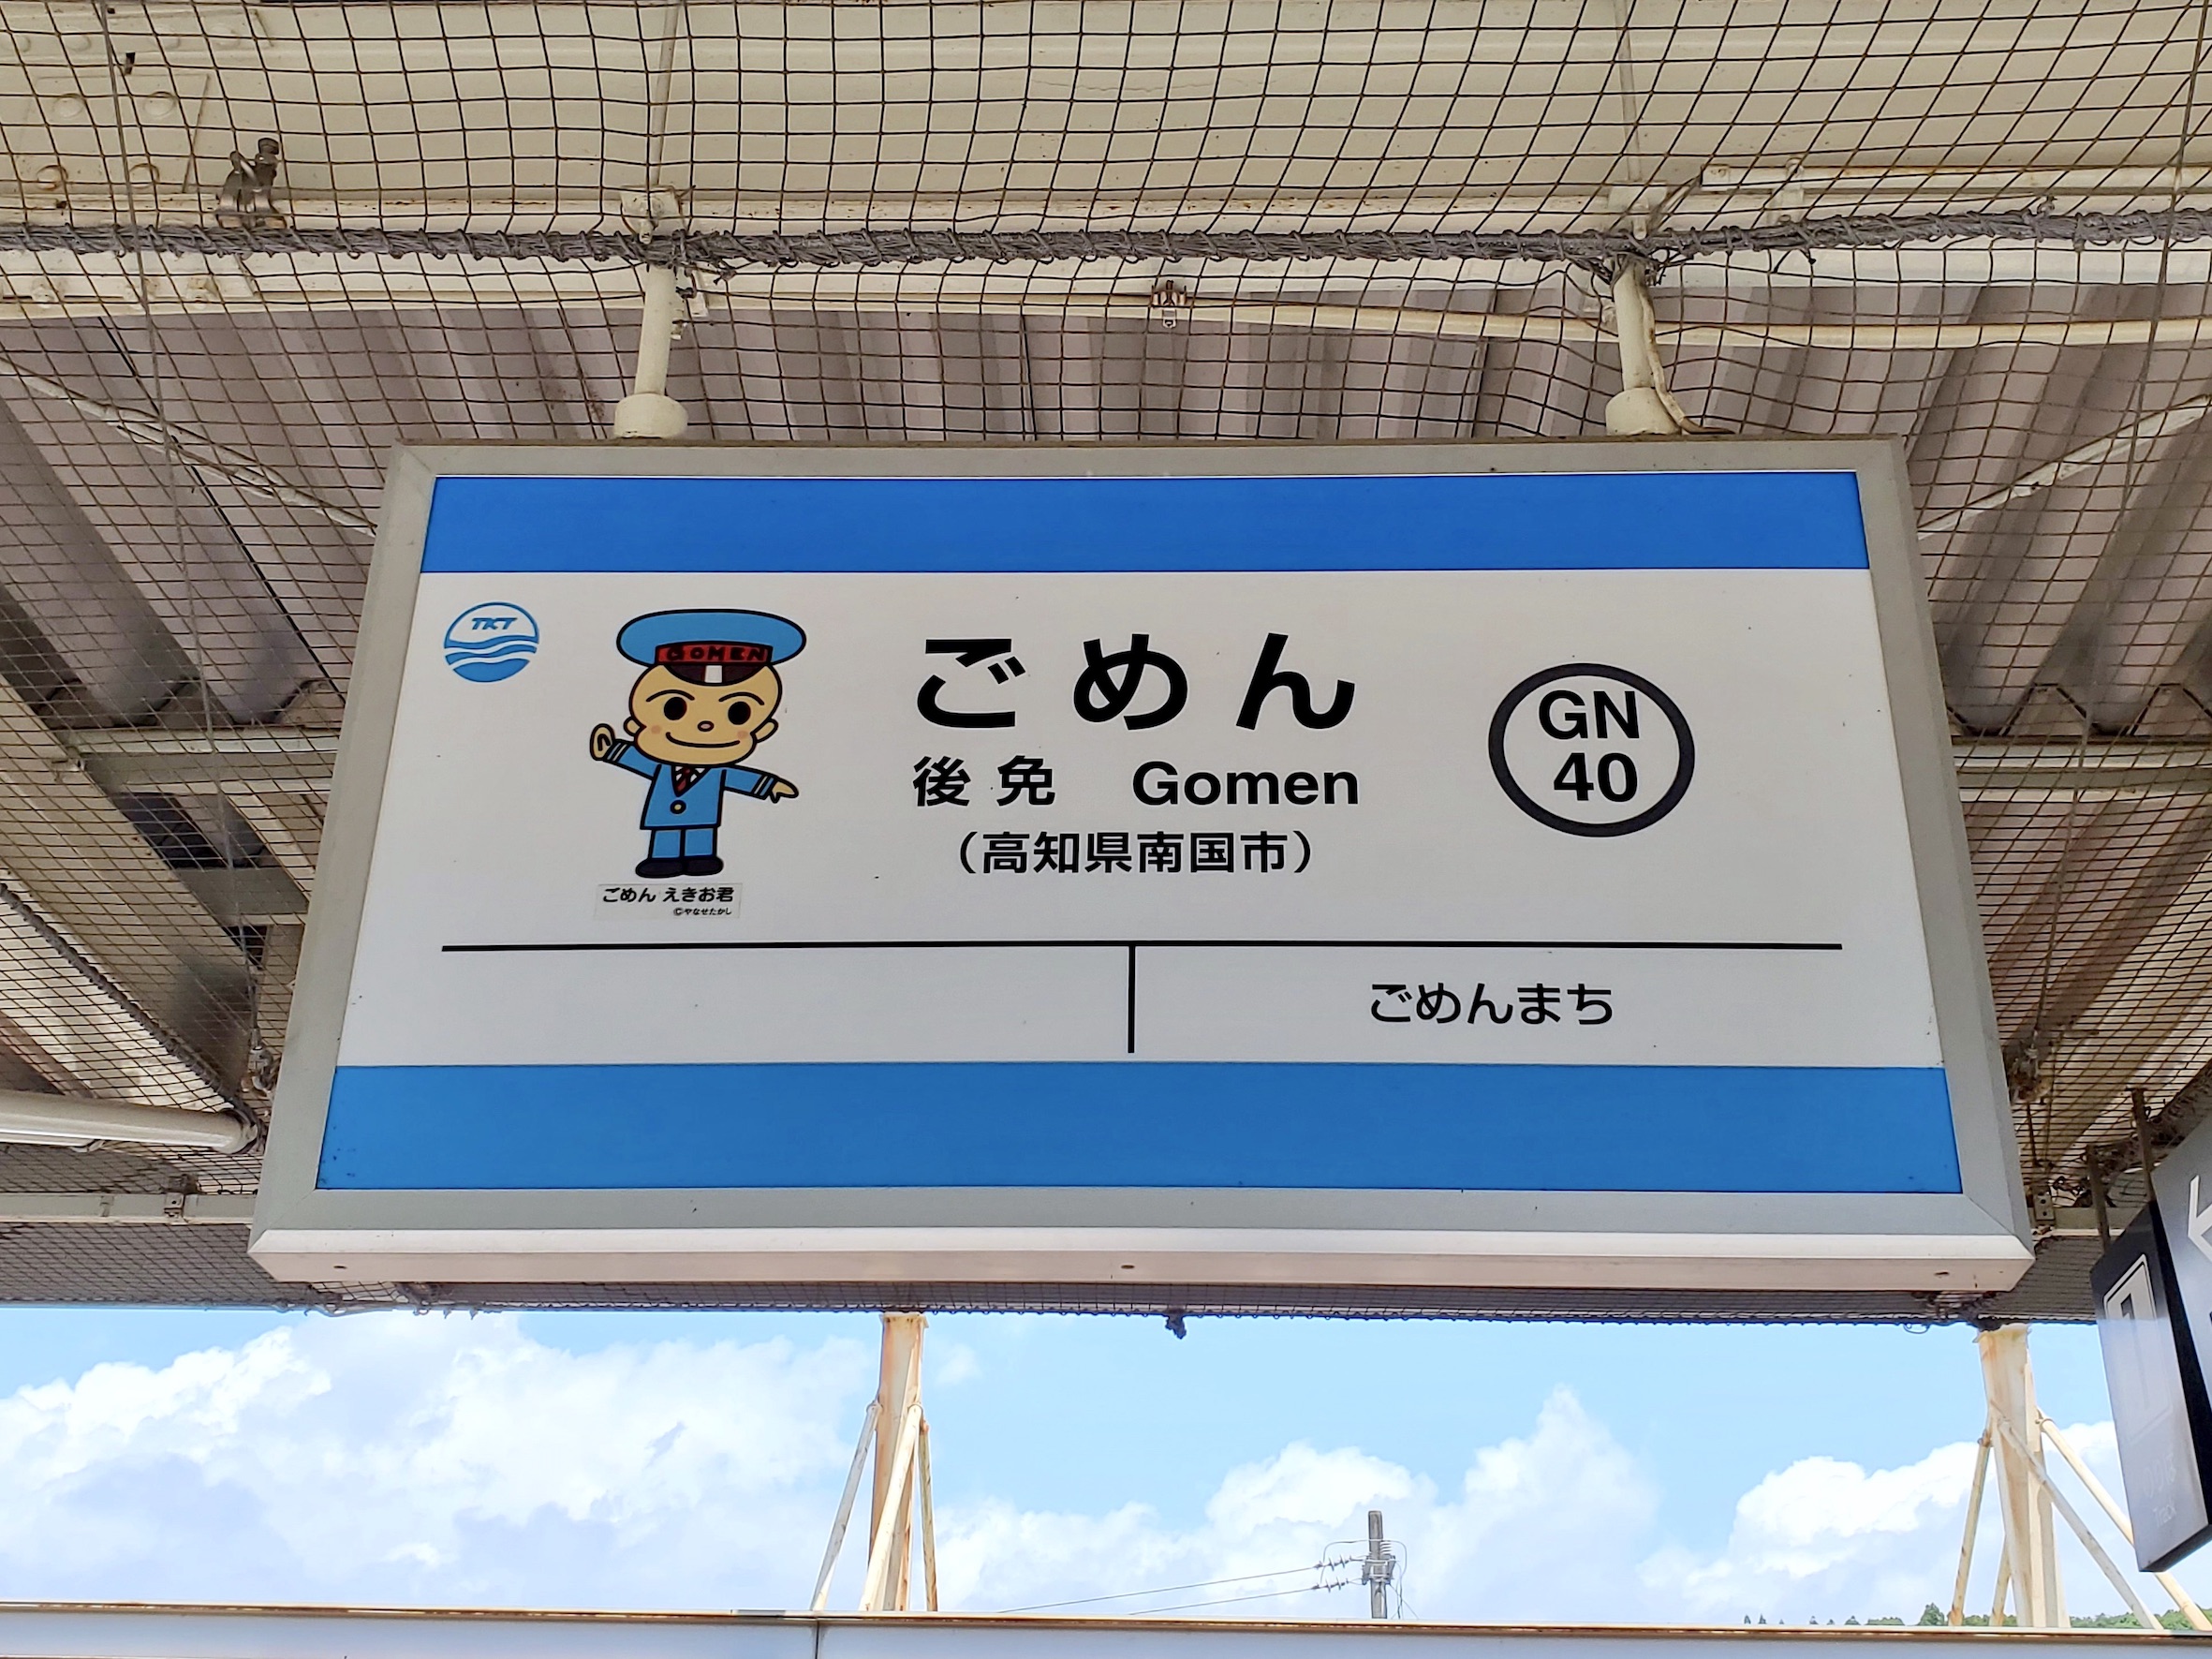 TKT
GOMEN
ごめん
後免 Gomen
(高知県南国市)
GN
40
ごめん えきお君
©やなせたかし
ごめんまち
1